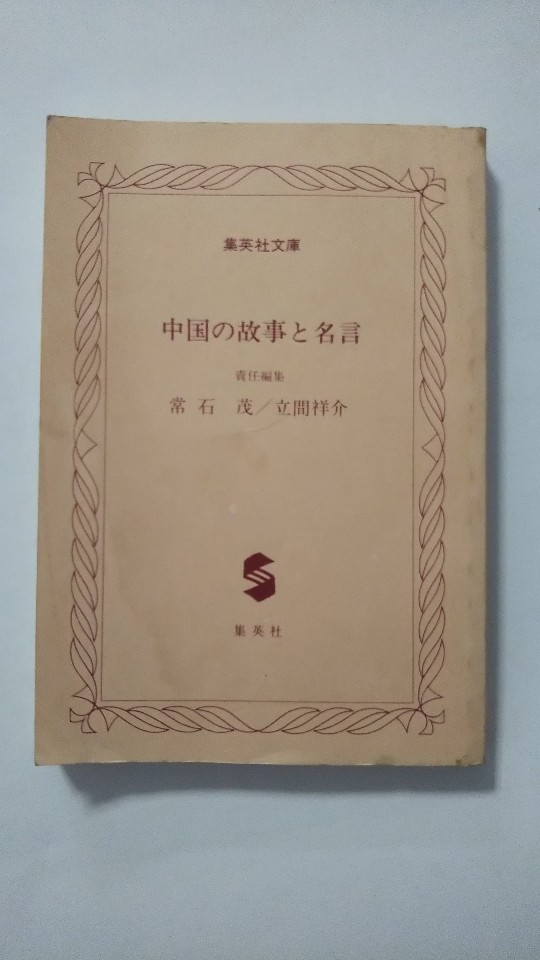 集英社文庫
中国の故事と名言
責任編集
常石 茂／立間祥介
集英社